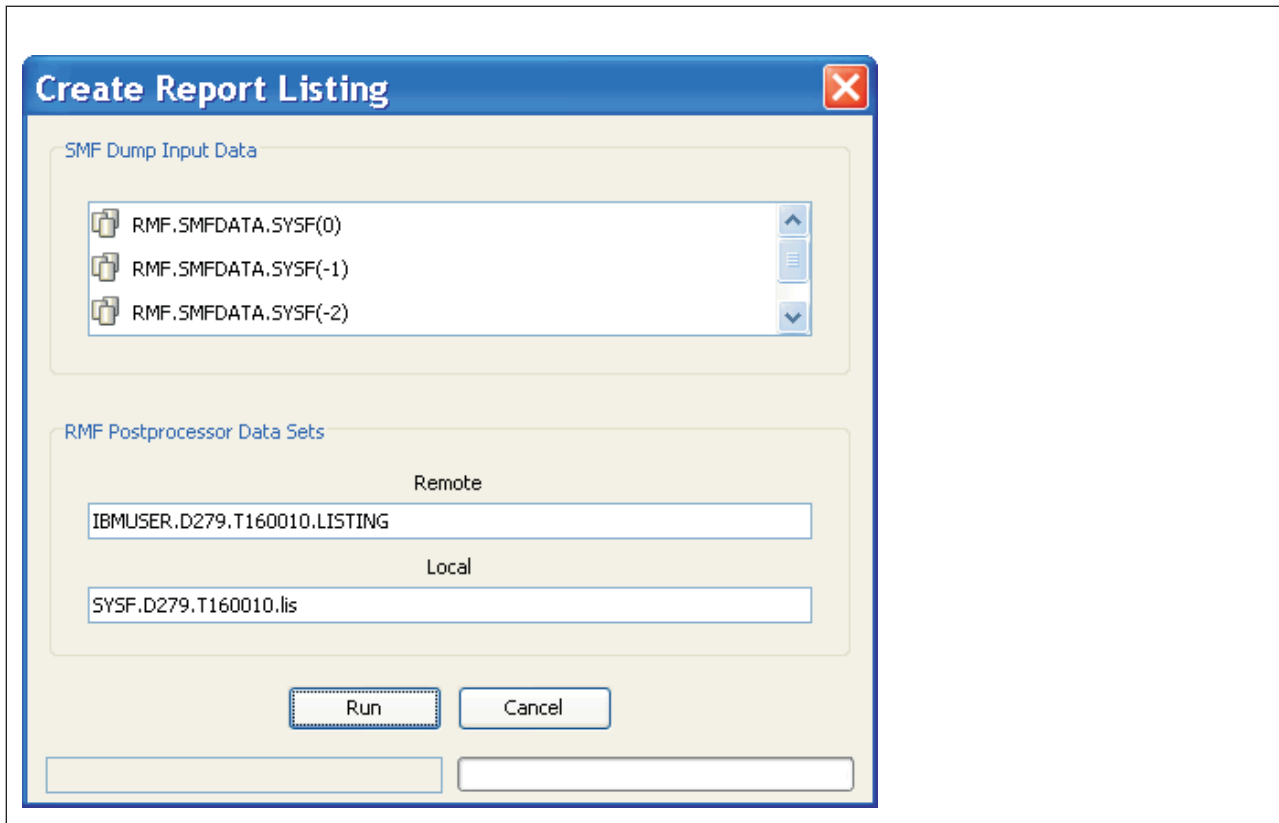 Create Report Listing
SMF Dump Input Data
RMF.SMFDATA.SYSF(0)
RMF.SMFDATA.SYSF(-1)
RMF.SMFDATA.SYSF(-2)
RMF Postprocessor Data Sets
Remote
IBMUSER.D279.T160010.LISTING
Local
SYSF.D279.T160010.lis
Run Cancel